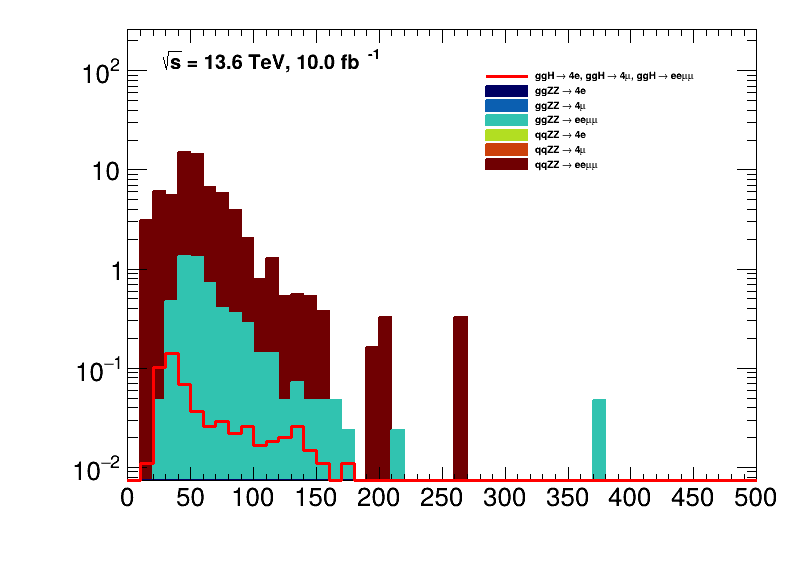 √s = 13.6 TeV, 10.0 fb⁻¹
ggH → 4e, ggH → 4μ, ggH → eeμμ
ggZZ → 4e
ggZZ → 4μ
ggZZ → eeμμ
qqZZ → 4e
qqZZ → 4μ
qqZZ → eeμμ
10²
10
1
10⁻¹
10⁻²
0 50 100 150 200 250 300 350 400 450 500